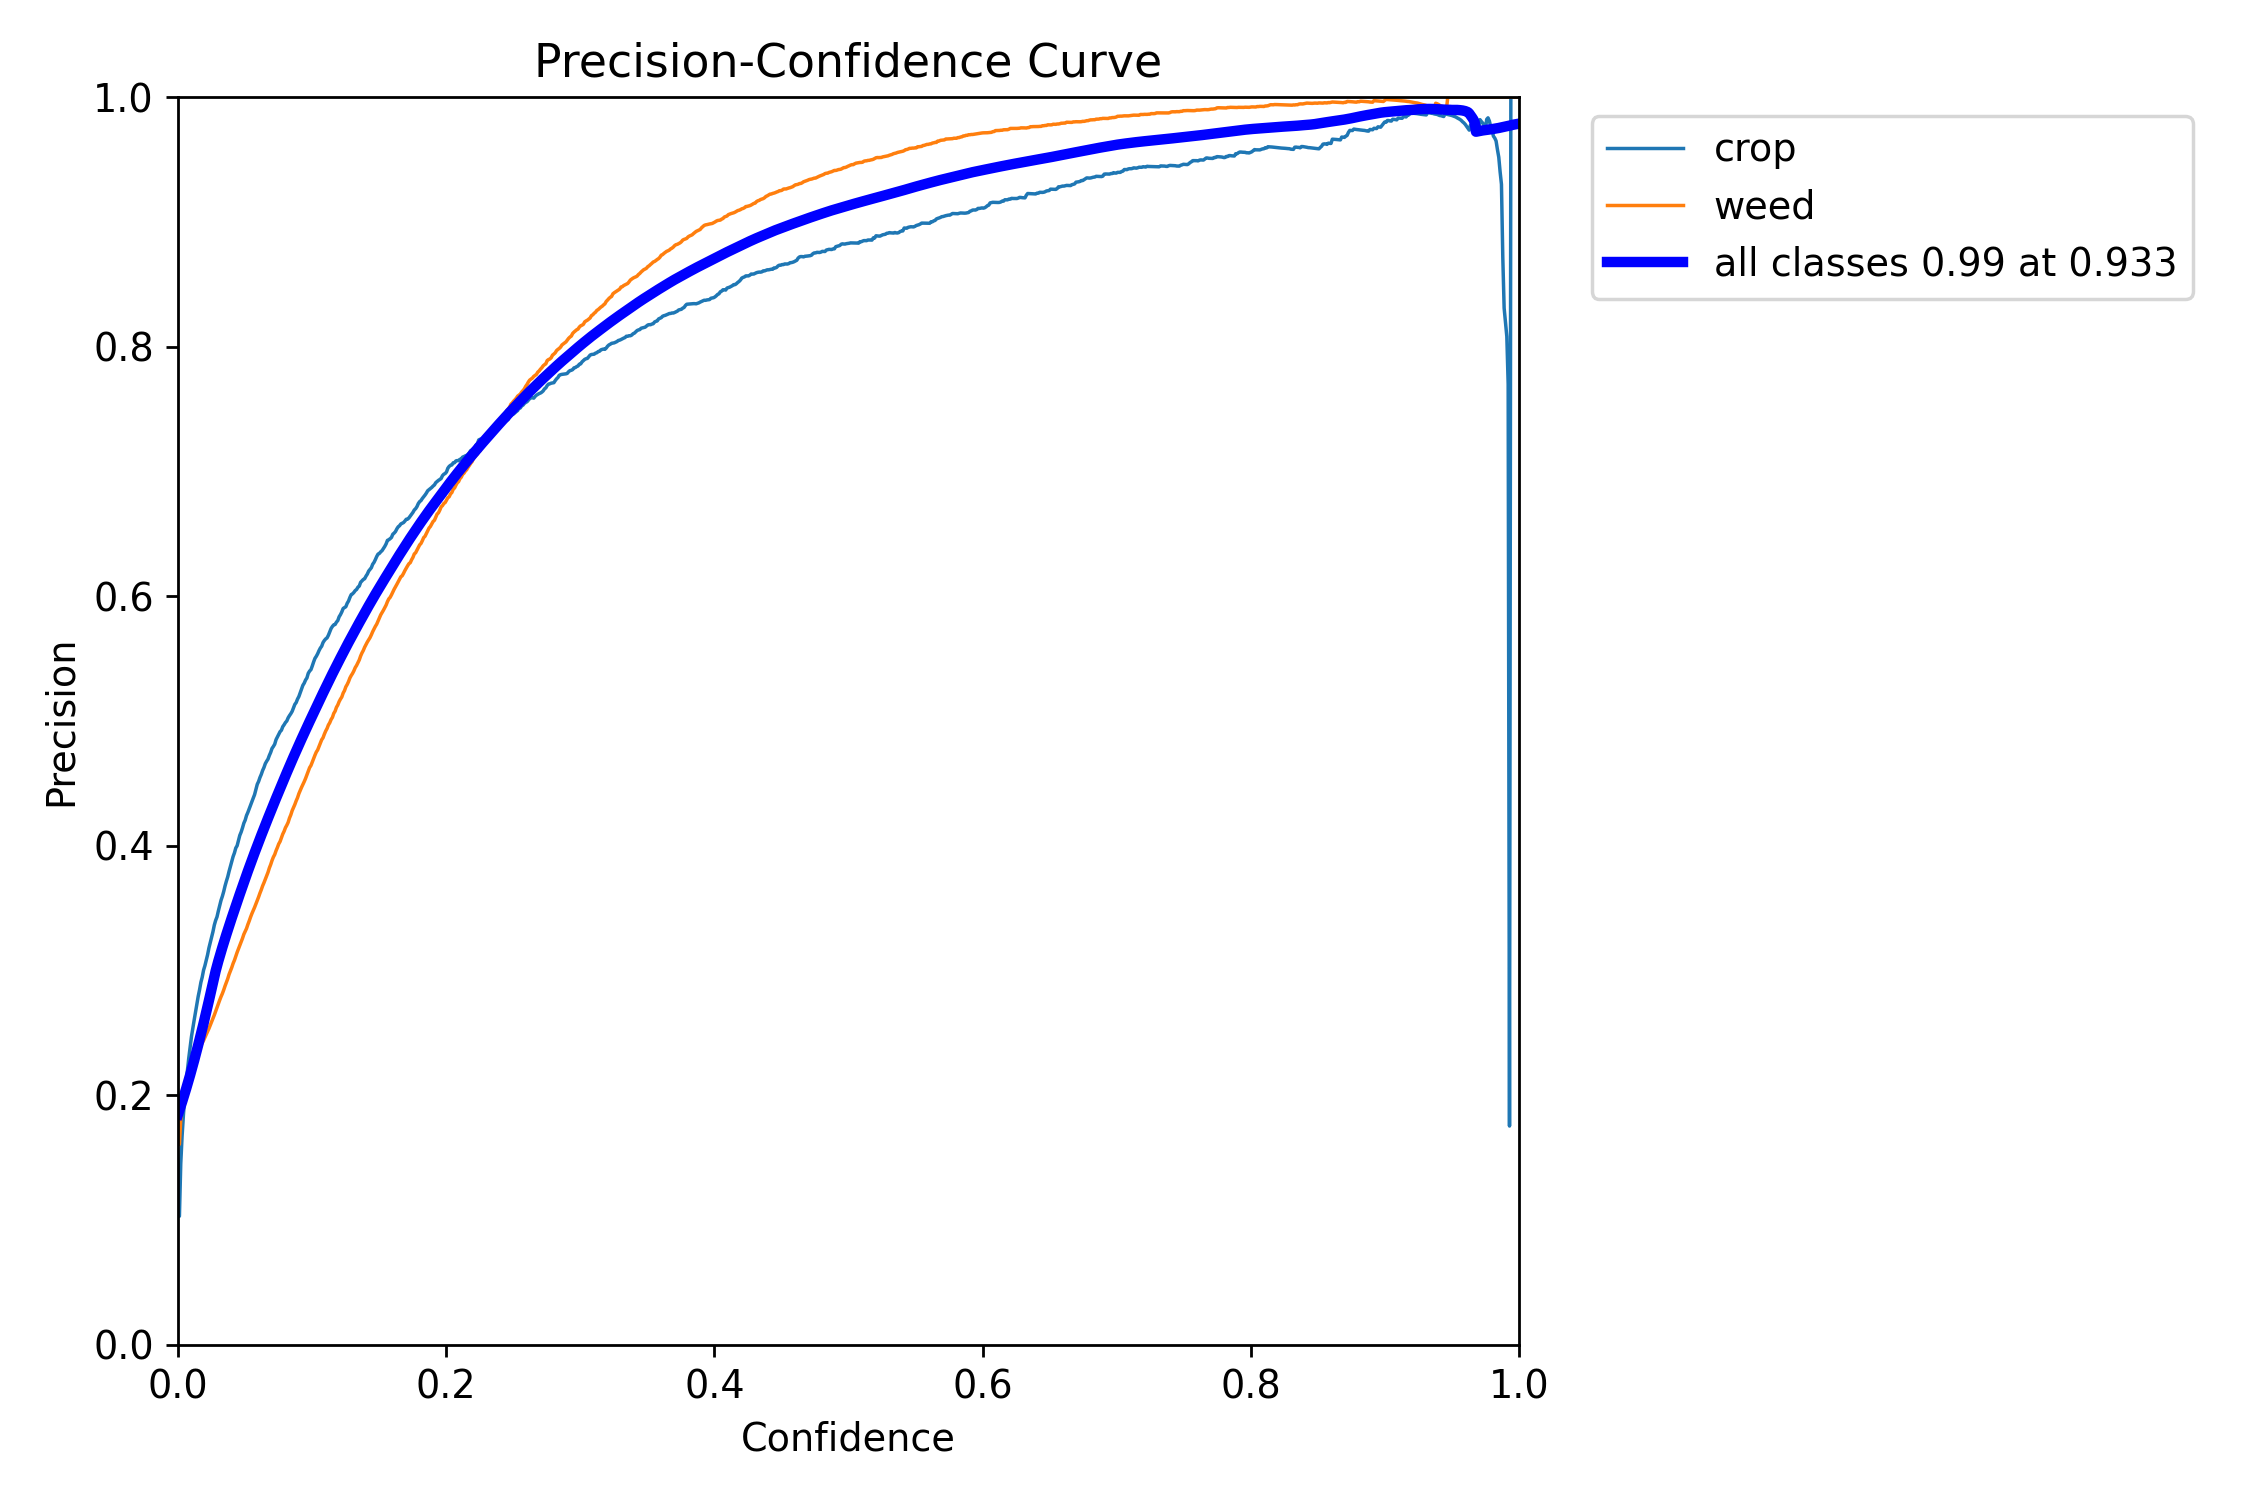 Precision-Confidence Curve
crop
weed
all classes 0.99 at 0.933
Precision
1.0
0.8
0.6
0.4
0.2
0.0
0.0 0.2 0.4 0.6 0.8 1.0
Confidence